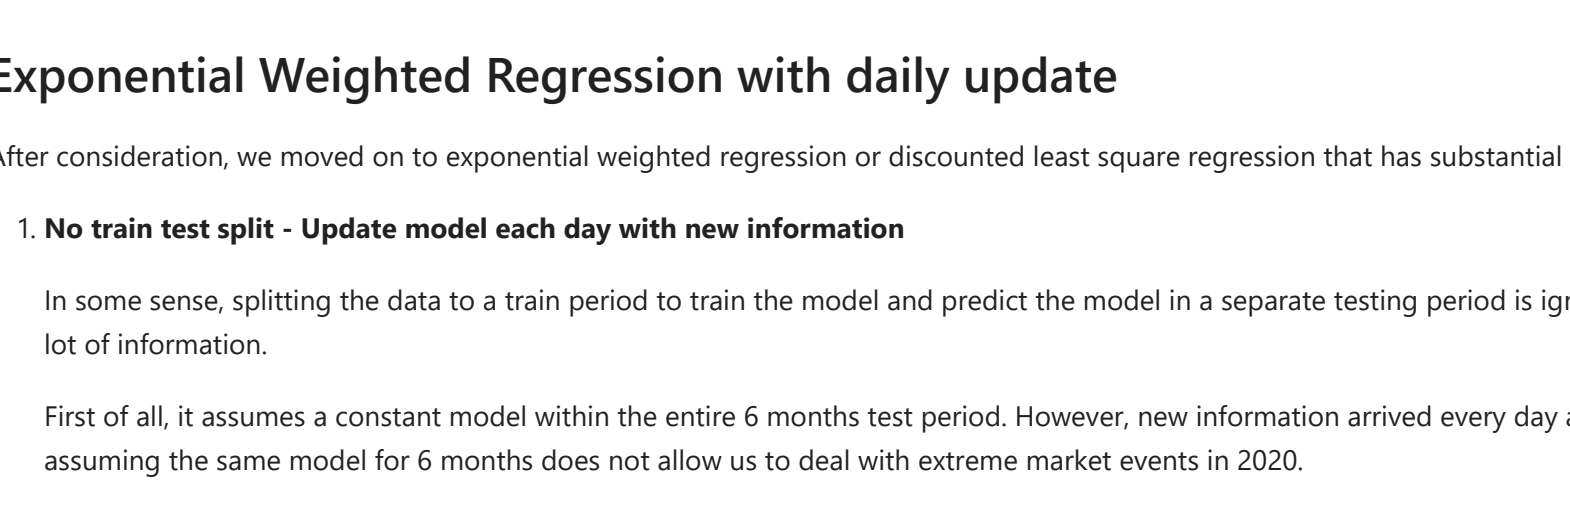 Exponential Weighted Regression with daily update
After consideration, we moved on to exponential weighted regression or discounted least square regression that has substantial
1. No train test split - Update model each day with new information
In some sense, splitting the data to a train period to train the model and predict the model in a separate testing period is
lot of information.
First of all, it assumes a constant model within the entire 6 months test period. However, new information arrived every day
assuming the same model for 6 months does not allow us to deal with extreme market events in 2020.